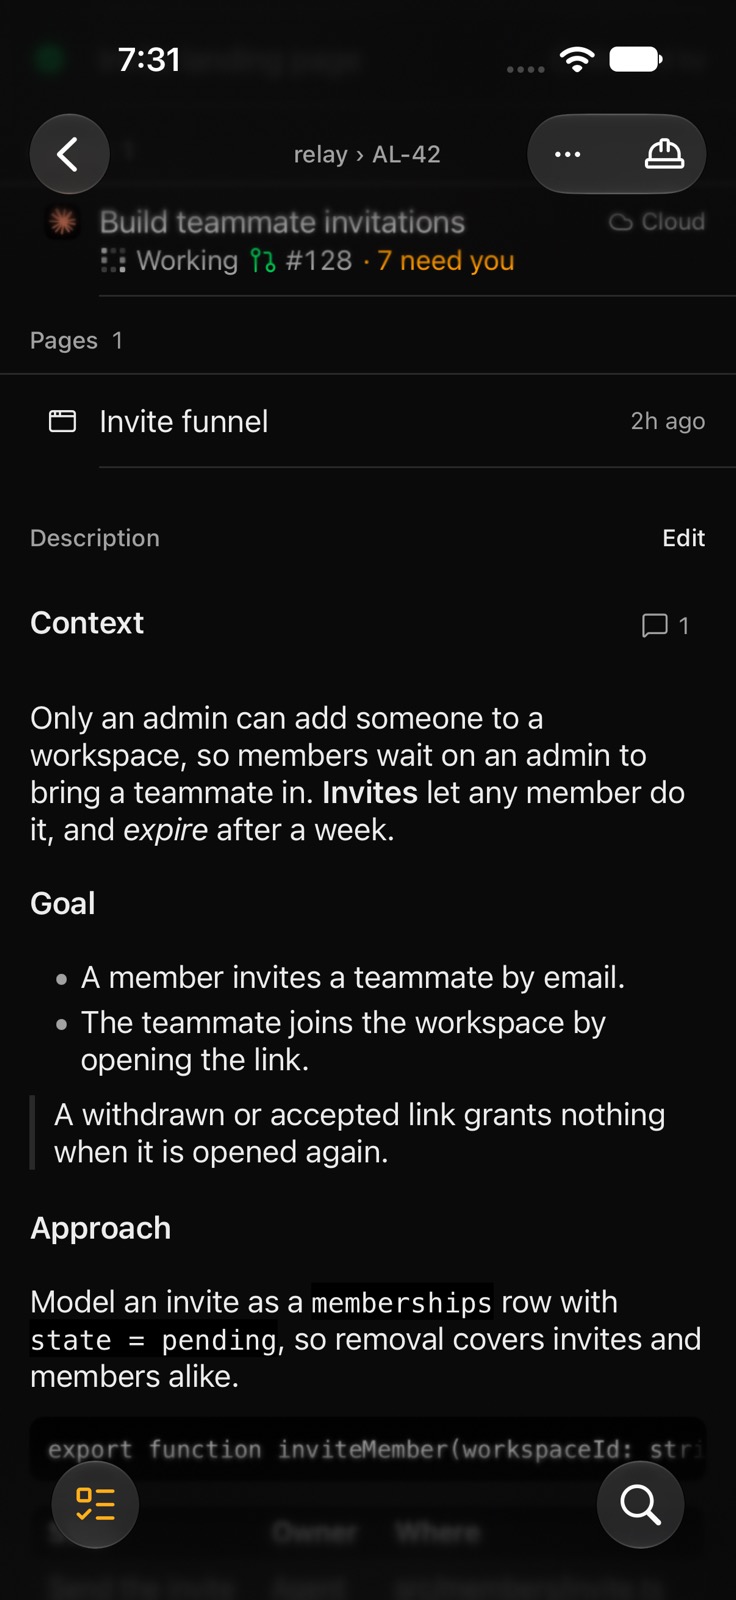 7:31
relay › AL-42
Build teammate invitations
Cloud
Working #128 · 7 need you
Pages 1
Invite funnel
2h ago
Description
Edit
Context
1
Only an admin can add someone to a
workspace, so members wait on an admin to
bring a teammate in. Invites let any member do
it, and expire after a week.
Goal
• A member invites a teammate by email.
• The teammate joins the workspace by
opening the link.
A withdrawn or accepted link grants nothing
when it is opened again.
Approach
Model an invite as a memberships row with
state = pending, so removal covers invites and
members alike.
export function inviteMember(workspaceId: stri
Owner Where